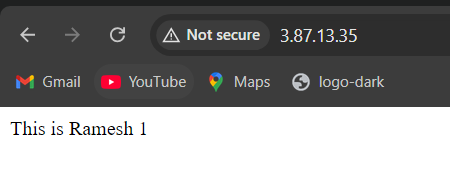 Not secure 3.87.13.35
Gmail YouTube Maps logo-dark
This is Ramesh 1